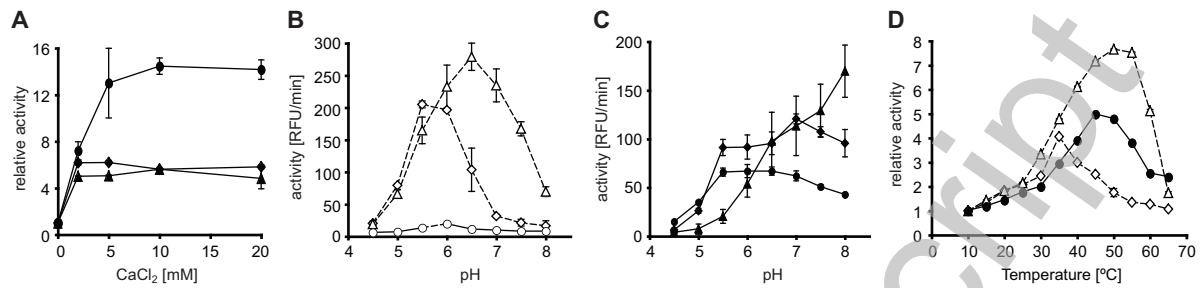 A
relative activity
16
12
8
4
0
0 5 10 15 20
CaCl₂ [mM]
B
activity [RFU/min]
300
250
200
150
100
50
0
4 5 6 7 8
pH
C
activity [RFU/min]
200
150
100
50
0
4 5 6 7 8
pH
D
relative activity
8
7
6
5
4
3
2
1
0
0 10 20 30 40 50 60 70
Temperature [ºC]
cript